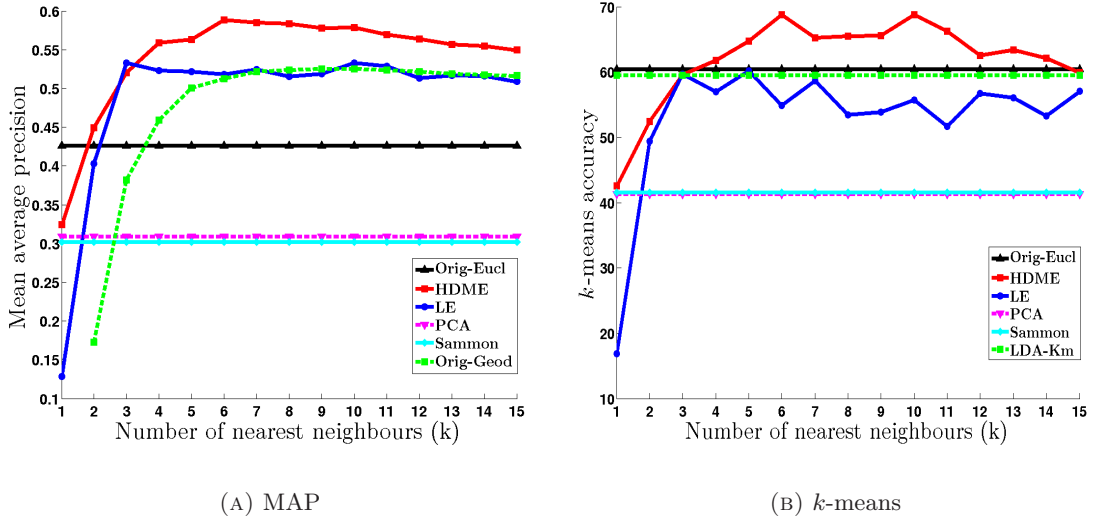 0.6
0.55
0.5
0.45
0.4
0.35
0.3
0.25
0.2
0.15
0.1
Mean average precision
1 2 3 4 5 6 7 8 9 10 11 12 13 14 15
Number of nearest neighbours (k)
Orig-Eucl
HDME
LE
PCA
Sammon
Orig-Geod
(A) MAP
80
70
60
50
40
30
20
10
k-means accuracy
1 2 3 4 5 6 7 8 9 10 11 12 13 14 15
Number of nearest neighbours (k)
Orig-Eucl
HDME
LE
PCA
Sammon
LDA-Km
(B) k-means